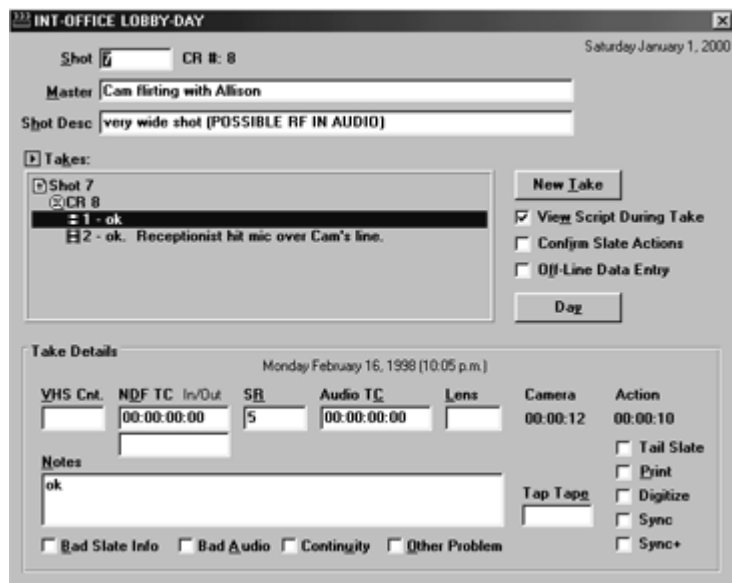 INT-OFFICE LOBBY-DAY
Saturday January 1, 2000
Shot 7 CR #: 8
Master Cam flirting with Allison
Shot Desc very wide shot (POSSIBLE RF IN AUDIO)
Takes:
Shot 7
CR 8
1 - ok
2 - ok. Receptionist hit mic over Cam's line.
New Take
View Script During Take
Confirm Slate Actions
Off-Line Data Entry
Day
Take Details
Monday February 16, 1998 (10:05 p.m.)
VHS Cnt. NDF TC In/Out SR Audio TC Lens Camera Action
00:00:00:00 5 00:00:00:00 00:00:12 00:00:10
Notes
ok
Tap Tape
Tail Slate
Print
Digitize
Sync
Sync+
Bad Slate Info Bad Audio Continuity Other Problem